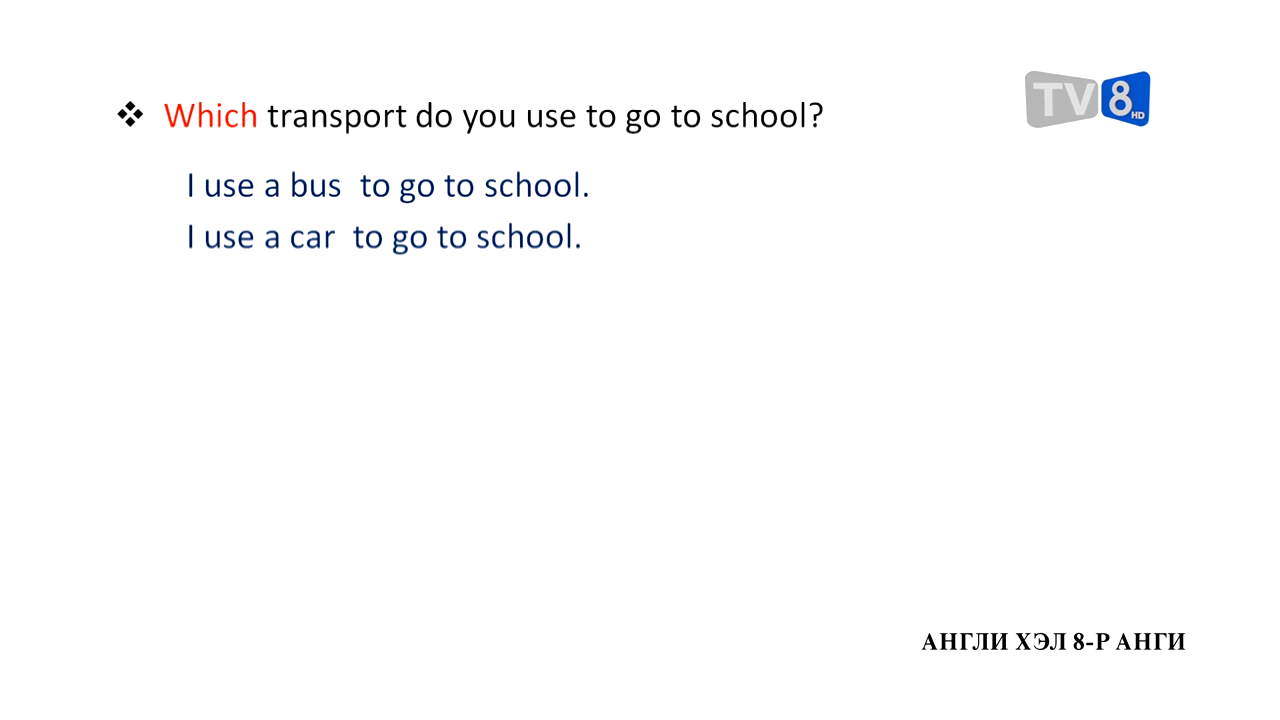 ❖ Which transport do you use to go to school?
TV8 HD
I use a bus to go to school.
I use a car to go to school.
АНГЛИ ХЭЛ 8-Р АНГИ